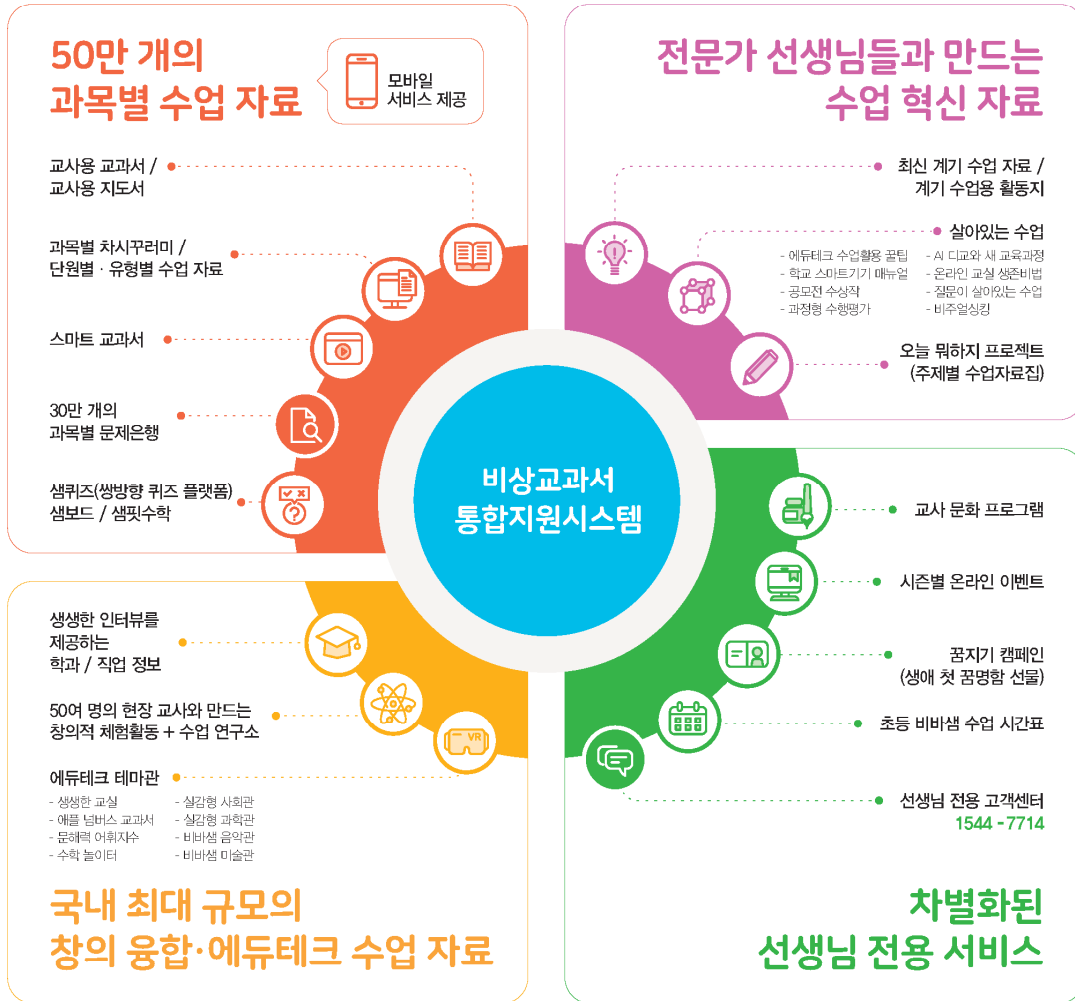 50만 개의
과목별 수업 자료
모바일
서비스 제공
교사용 교과서 /
교사용 지도서
과목별 차시꾸러미 /
단원별 · 유형별 수업 자료
스마트 교과서
30만 개의
과목별 문제은행
샘퀴즈(쌍방향 퀴즈 플랫폼)
샘보드 / 샘핏수학
전문가 선생님들과 만드는
수업 혁신 자료
최신 계기 수업 자료 /
계기 수업용 활동지
살아있는 수업
- 에듀테크 수업활용 꿀팁
- 학교 스마트기기 매뉴얼
- 공모전 수상작
- 과정형 수행평가
- AI 디교와 새 교육과정
- 온라인 교실 생존비법
- 질문이 살아있는 수업
- 비주얼씽킹
오늘 뭐하지 프로젝트
(주제별 수업자료집)
비상교과서
통합지원시스템
생생한 인터뷰를
제공하는
학과 / 직업 정보
50여 명의 현장 교사와 만드는
창의적 체험활동 + 수업 연구소
에듀테크 테마관
- 생생한 교실
- 애플 넘버스 교과서
- 문해력 어휘지수
- 수학 놀이터
- 실감형 사회관
- 실감형 과학관
- 비바샘 음악관
- 비바샘 미술관
VR
국내 최대 규모의
창의 융합·에듀테크 수업 자료
교사 문화 프로그램
시즌별 온라인 이벤트
꿈지기 캠페인
(생애 첫 꿈명함 선물)
초등 비바샘 수업 시간표
선생님 전용 고객센터
1544 - 7714
차별화된
선생님 전용 서비스